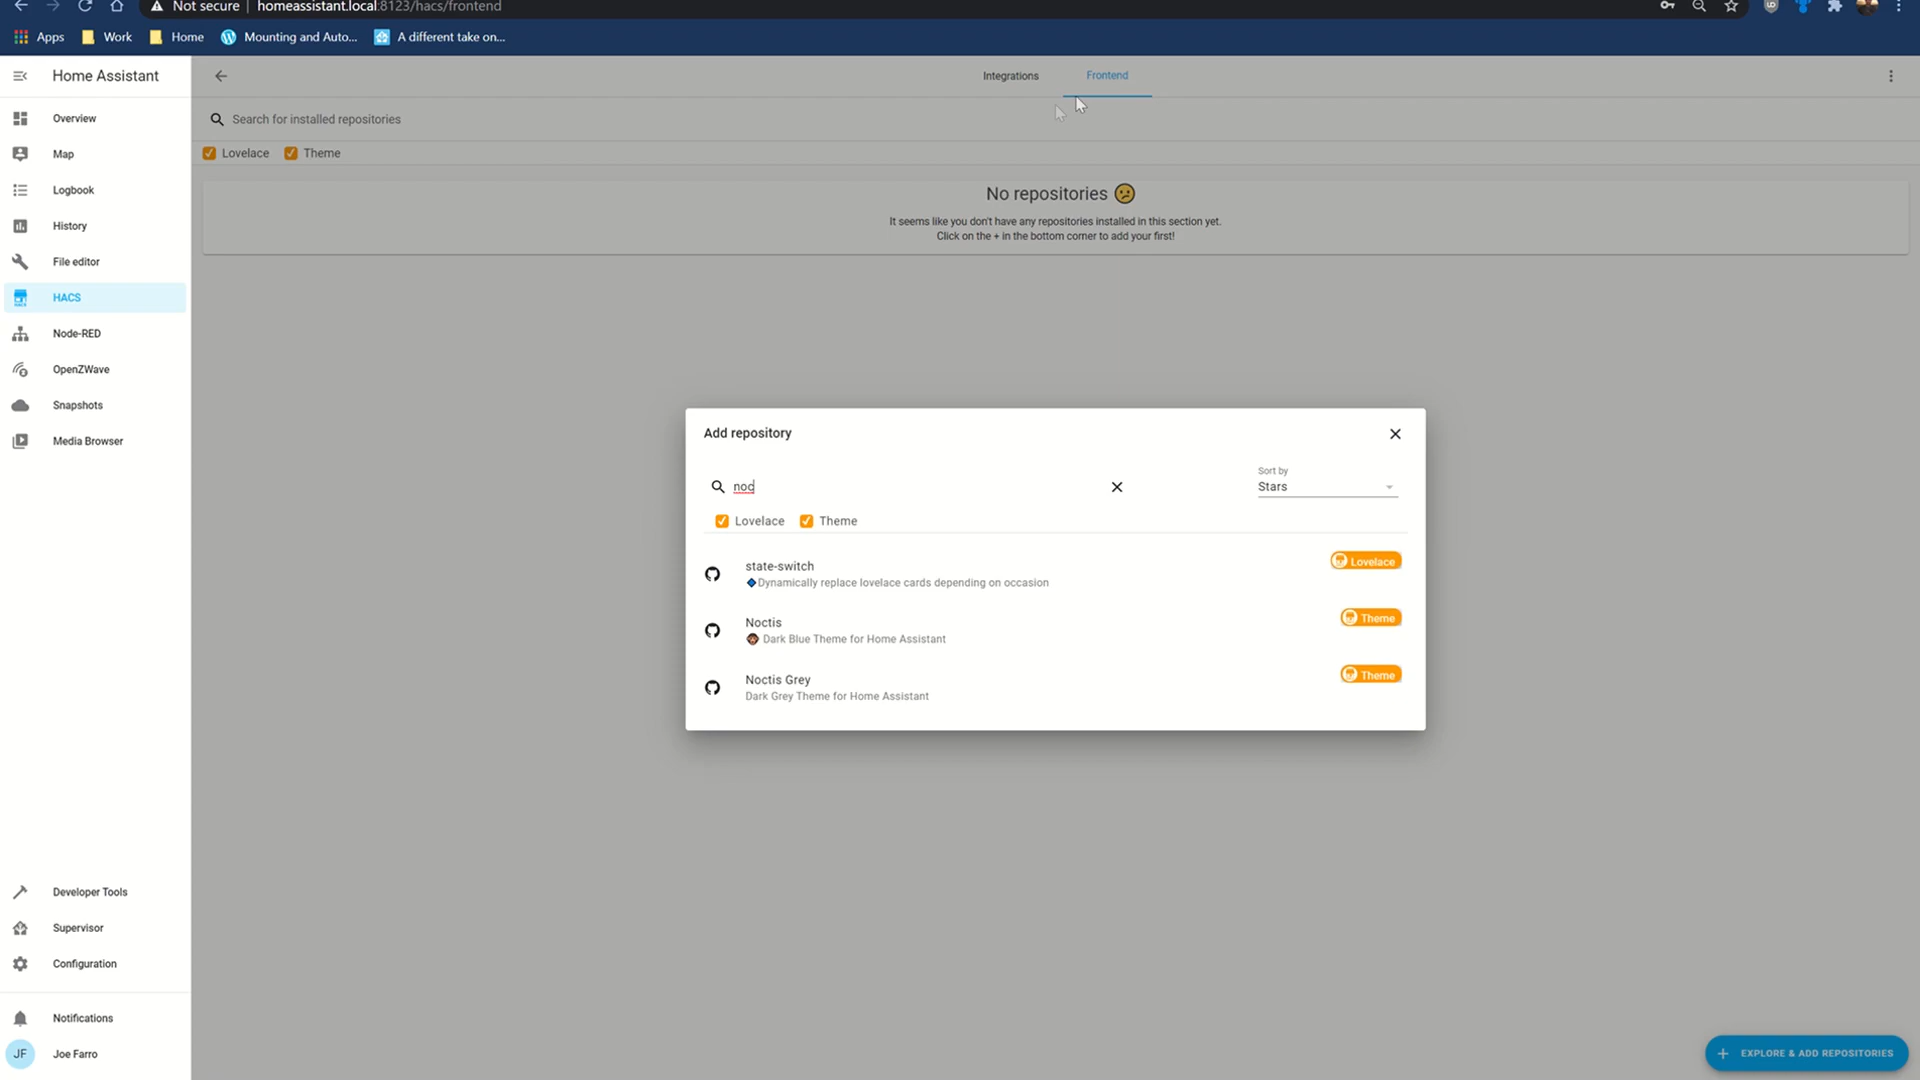 Not secure | homeassistant.local:8123/hacs/frontend
Apps Work Home Mounting and Auto... A different take on...
Home Assistant
Integrations Frontend
Overview
Search for installed repositories
Map
Lovelace Theme
Logbook
No repositories
It seems like you don't have any repositories installed in this section yet.
Click on the + in the bottom corner to add your first!
History
File editor
HACS
Node-RED
OpenZWave
Snapshots
Media Browser
Add repository
Sort by
nod
Stars
Lovelace Theme
state-switch
Lovelace
Dynamically replace lovelace cards depending on occasion
Noctis
Theme
Dark Blue Theme for Home Assistant
Noctis Grey
Theme
Dark Grey Theme for Home Assistant
Developer Tools
Supervisor
Configuration
Notifications
JF Joe Farro
+ EXPLORE & ADD REPOSITORIES